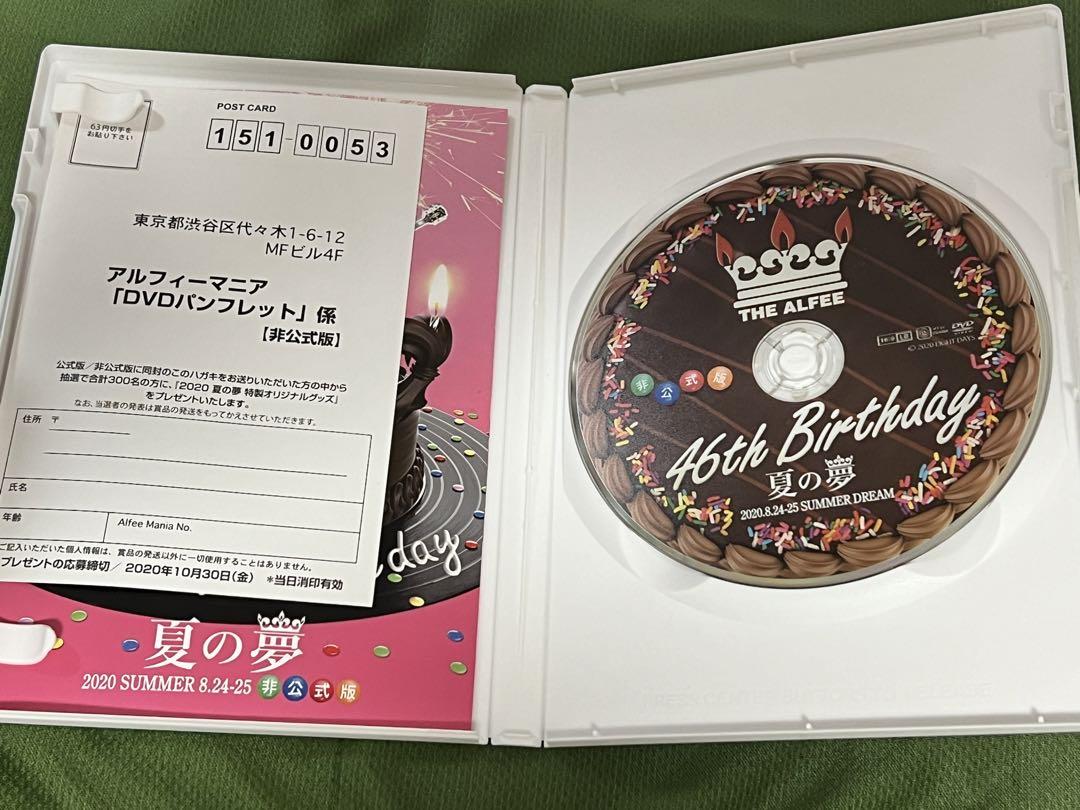 POST CARD
63円切手を
お貼り下さい
151-0053
東京都渋谷区代々木1-6-12
MFビル4F
アルフィーマニア
「DVDパンフレット」係
【非公式版】
公式版/非公式版に同封のこのハガキをお送りいただいた方の中から
抽選で合計300名の方に、『2020 夏の夢 特製オリジナルグッズ』
をプレゼントいたします。
なお、当選者の発表は賞品の発送をもってかえさせていただきます。
住所 〒
氏名
年齢
Alfee Mania No.
ご記入いただいた個人情報は、賞品の発送以外に一切使用することはありません。
プレゼントの応募締切/2020年10月30日(金) *当日消印有効
day
夏の夢
2020 SUMMER 8.24-25 非公式版
THE ALFEE
16:9 LB
DVD
© 2020 EIGHT DAYS
非公式版
46th Birthday
夏の夢
2020.8.24-25 SUMMER DREAM